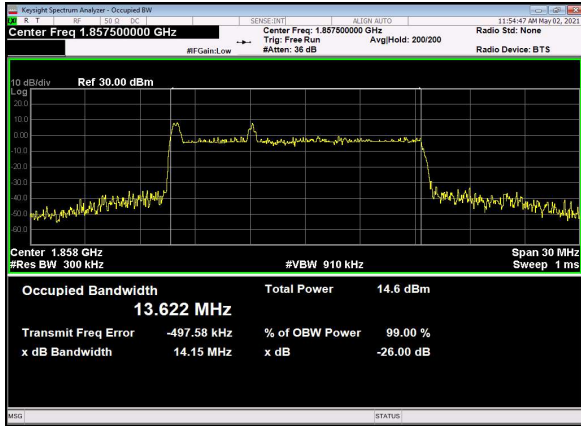 Keysight Spectrum Analyzer - Occupied BW
LXI R T RF 50 Ω DC SENSE:INT ALIGN AUTO 11:54:47 AM May 02, 2021
Center Freq 1.857500000 GHz
Center Freq: 1.857500000 GHz
Radio Std: None
Trig: Free Run Avg|Hold: 200/200
#IFGain:Low #Atten: 36 dB Radio Device: BTS
10 dB/div Ref 30.00 dBm
Log
20.0
10.0
0.00
-10.0
-20.0
-30.0
-40.0
-50.0
-60.0
Center 1.858 GHz Span 30 MHz
#Res BW 300 kHz #VBW 910 kHz Sweep 1 ms
Occupied Bandwidth Total Power 14.6 dBm
13.622 MHz
Transmit Freq Error -497.58 kHz % of OBW Power 99.00 %
x dB Bandwidth 14.15 MHz x dB -26.00 dB
MSG STATUS